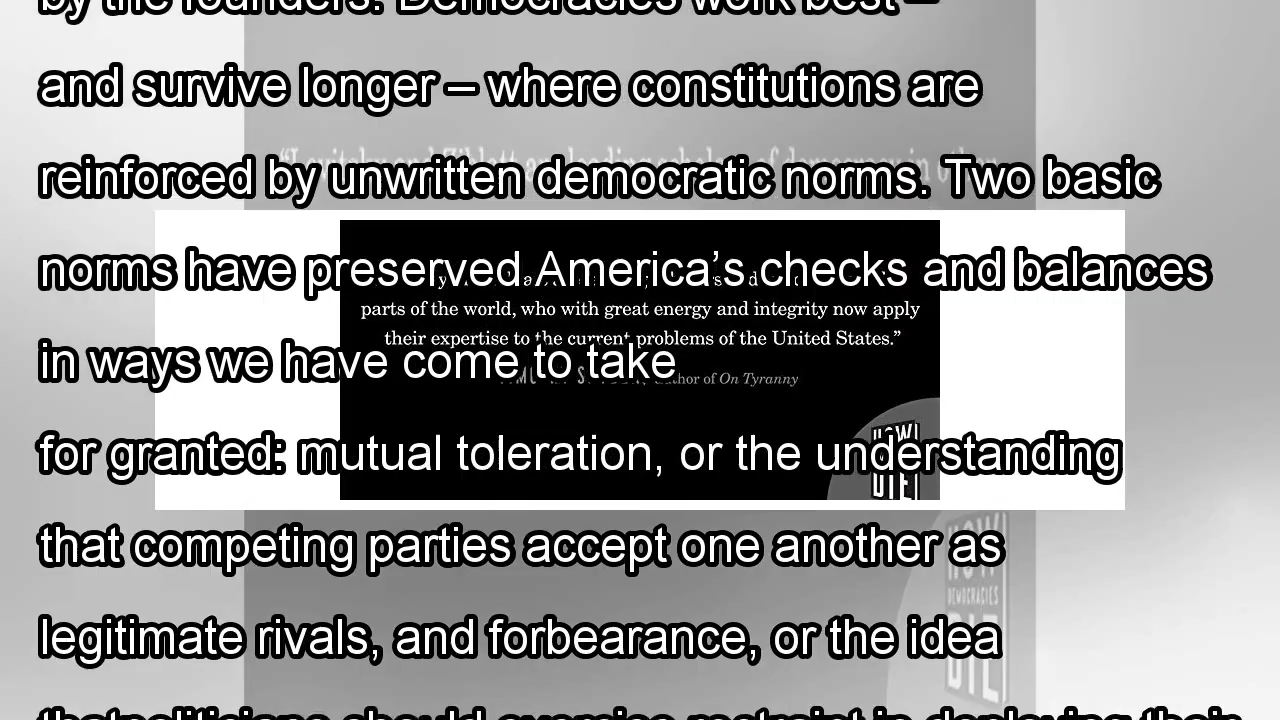 by the founders. Democracies work best –
and survive longer – where constitutions are
reinforced by unwritten democratic norms. Two basic
norms have preserved America’s checks and balances
parts of the world, who with great energy and integrity now apply
their expertise to the current problems of the United States.”
in ways we have come to take
author of On Tyranny
for granted: mutual toleration, or the understanding
that competing parties accept one another as
legitimate rivals, and forbearance, or the idea
thatpoliticians should exercise restraint in deploying their
HOW
DEMOCRACIES
DIE